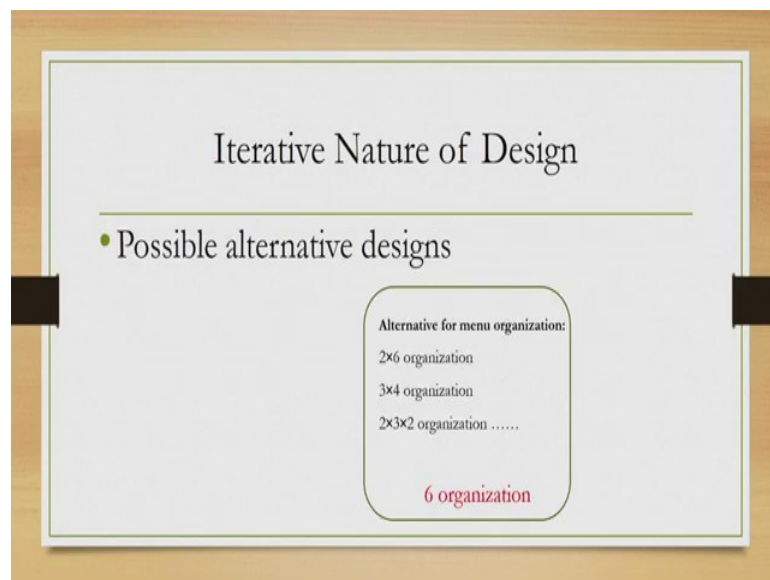 Iterative Nature of Design
• Possible alternative designs
Alternative for menu organization:
2×6 organization
3×4 organization
2×3×2 organization ......
6 organization